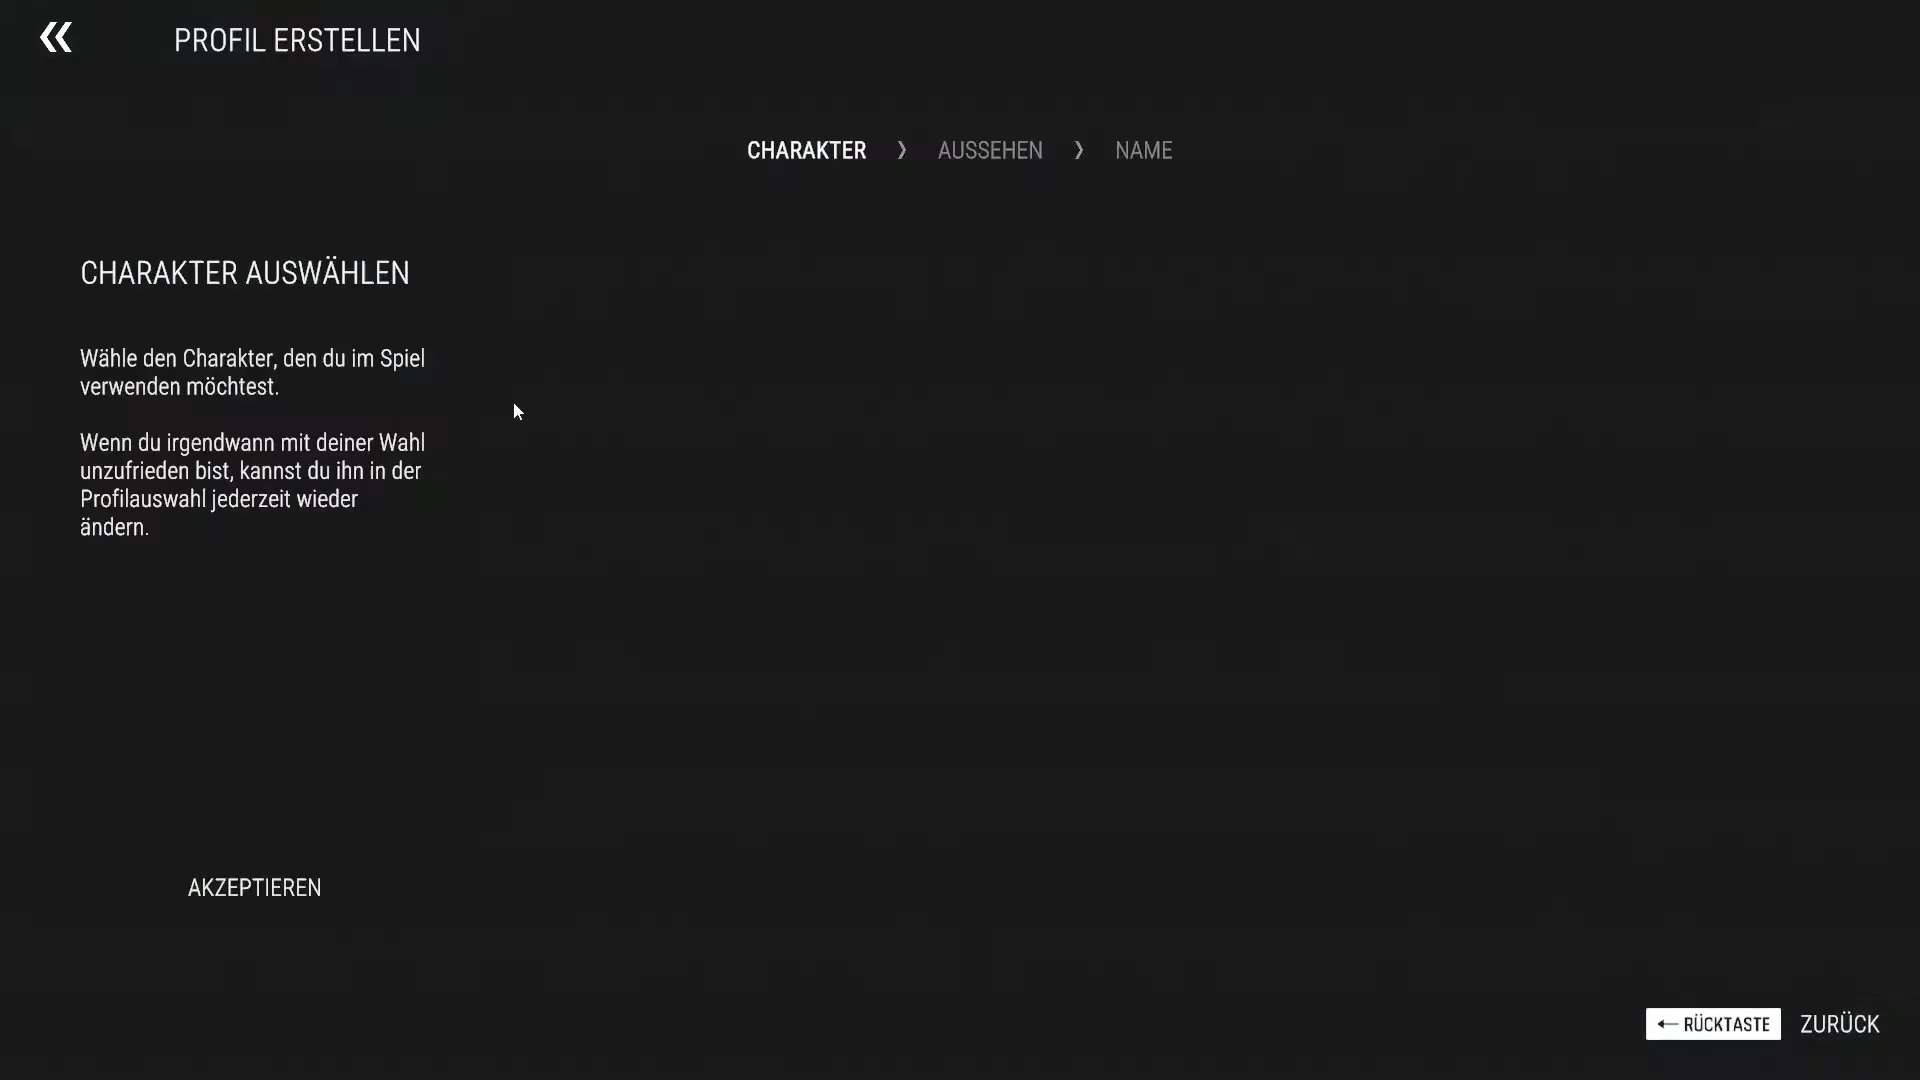 PROFIL ERSTELLEN
CHARAKTER › AUSSEHEN › NAME
CHARAKTER AUSWÄHLEN
Wähle den Charakter, den du im Spiel
verwenden möchtest.
Wenn du irgendwann mit deiner Wahl
unzufrieden bist, kannst du ihn in der
Profilauswahl jederzeit wieder
ändern.
AKZEPTIEREN
← RÜCKTASTE ZURÜCK